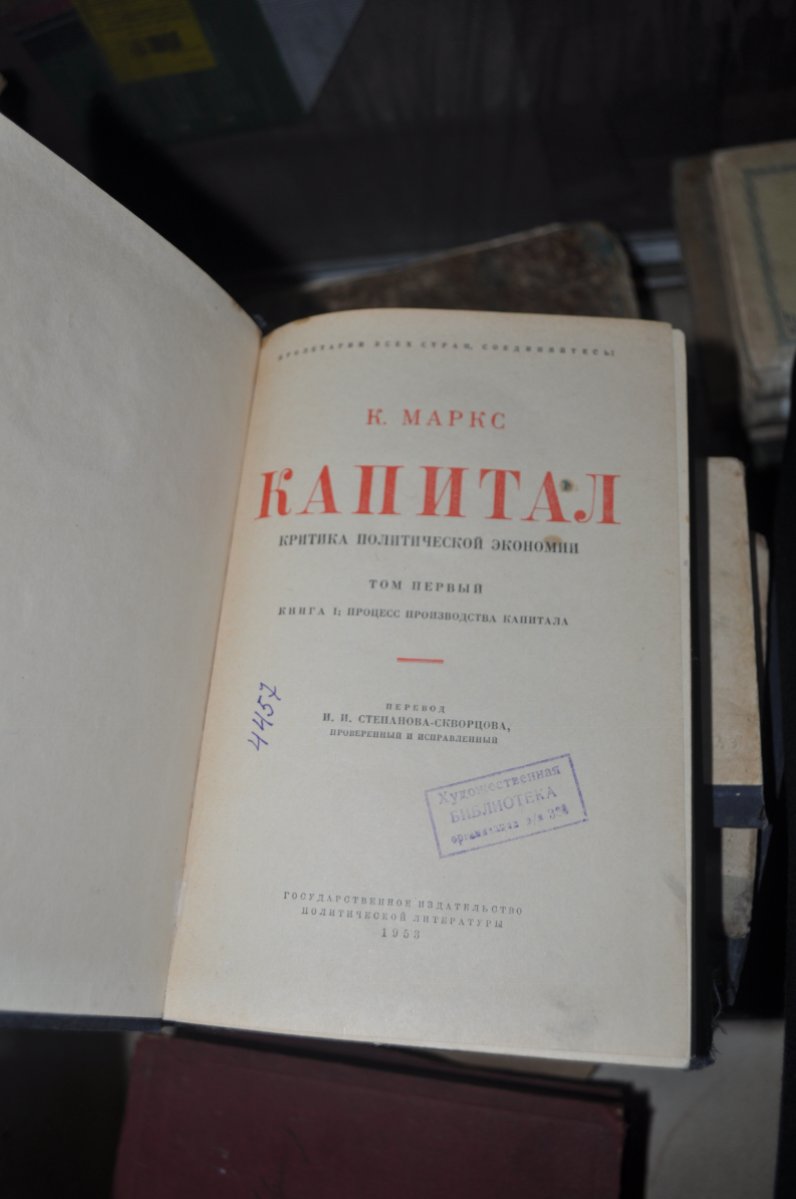 ПРОЛЕТАРИИ ВСЕХ СТРАН, СОЕДИНЯЙТЕСЬ!
К. МАРКС
КАПИТАЛ
КРИТИКА ПОЛИТИЧЕСКОЙ ЭКОНОМИИ
ТОМ ПЕРВЫЙ
КНИГА I; ПРОЦЕСС ПРОИЗВОДСТВА КАПИТАЛА
4457
ПЕРЕВОД
И. И. СТЕПАНОВА-СКВОРЦОВА,
ПРОВЕРЕННЫЙ И ИСПРАВЛЕННЫЙ
Художественная
БИБЛИОТЕКА
организации п/я
ГОСУДАРСТВЕННОЕ ИЗДАТЕЛЬСТВО
ПОЛИТИЧЕСКОЙ ЛИТЕРАТУРЫ
1953